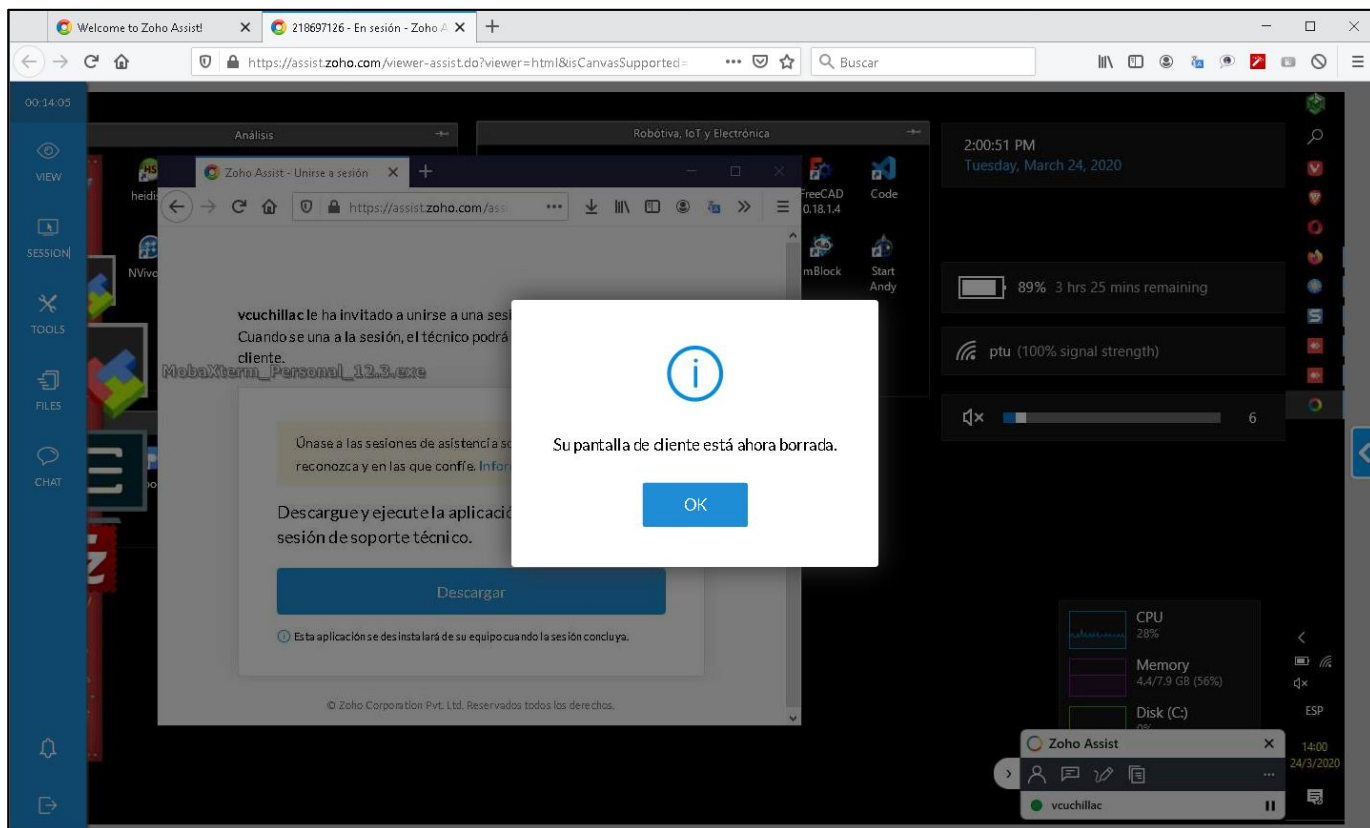 Welcome to Zoho Assist!
218697126 - En sesión - Zoho A
https://assist.zoho.com/viewer-assist.do?viewer=html&isCanvasSupported=
Buscar
00:14:05
VIEW
SESSION
TOOLS
FILES
CHAT
Análisis
Robótiva, IoT y Electrónica
heidi
NVivo
Zoho Assist - Unirse a sesión
https://assist.zoho.com/assi
vcuchillac le ha invitado a unirse a una sesi
Cuando se una a la sesión, el técnico podrá
cliente.
MobaXterm_Personal_12.3.exe
Únase a las sesiones de asistencia so
reconozca y en las que confíe. Infor
Descargue y ejecute la aplicació
sesión de soporte técnico.
Descargar
Esta aplicación se desinstalará de su equipo cuando la sesión concluya.
© Zoho Corporation Pvt. Ltd. Reservados todos los derechos.
Su pantalla de cliente está ahora borrada.
OK
FreeCAD
0.18.1.4
Code
mBlock
Start
Andy
2:00:51 PM
Tuesday, March 24, 2020
89% 3 hrs 25 mins remaining
ptu (100% signal strength)
6
CPU
28%
Memory
4.4/7.9 GB (56%)
Disk (C:)
0%
Zoho Assist
vcuchillac
ESP
14:00
24/3/2020